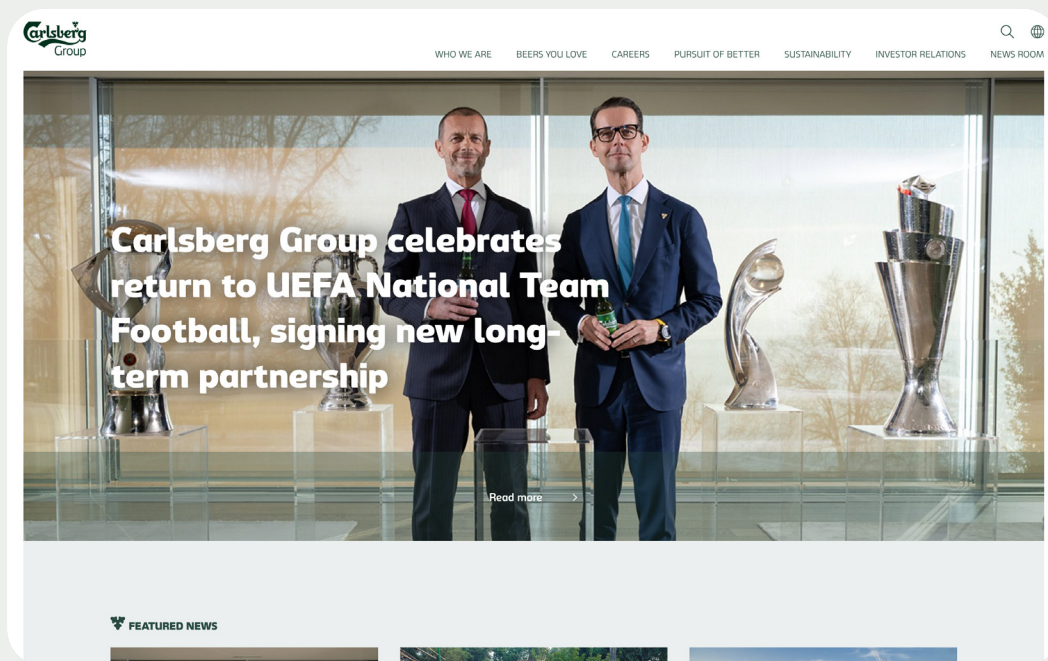 Carlsberg
Group
WHO WE ARE
BEERS YOU LOVE
CAREERS
PURSUIT OF BETTER
SUSTAINABILITY
INVESTOR RELATIONS
NEWS ROOM
Carlsberg Group celebrates
return to UEFA National Team
Football, signing new long-
term partnership
Read more
FEATURED NEWS